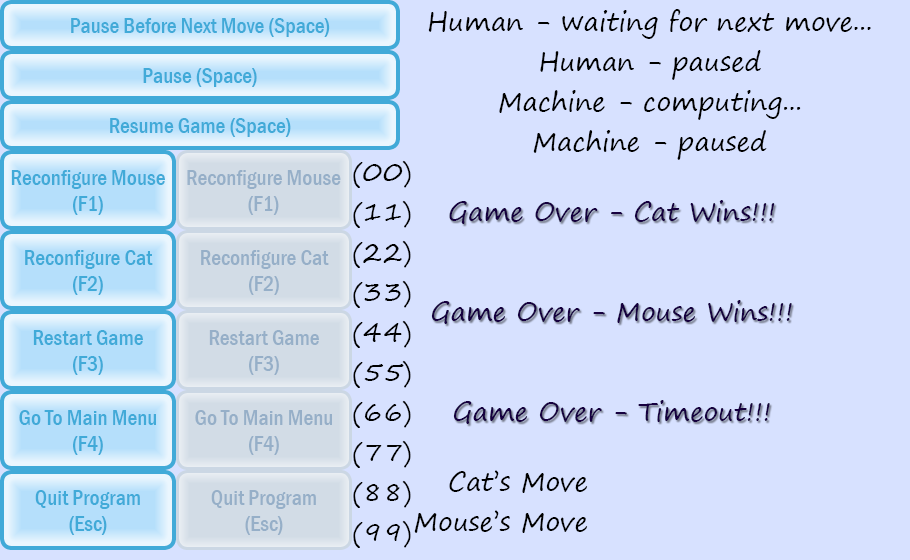 Pause Before Next Move (Space)
Pause (Space)
Resume Game (Space)
Human - waiting for next move...
Human - paused
Machine - computing...
Machine - paused
Reconfigure Mouse
(F1)
Reconfigure Mouse
(F1)
Reconfigure Cat
(F2)
Reconfigure Cat
(F2)
Restart Game
(F3)
Restart Game
(F3)
Go To Main Menu
(F4)
Go To Main Menu
(F4)
Quit Program
(Esc)
Quit Program
(Esc)
(00)
(11)
(22)
(33)
(44)
(55)
(66)
(77)
(88)
(99)
Game Over - Cat Wins!!!
Game Over - Mouse Wins!!!
Game Over - Timeout!!!
Cat's Move
Mouse's Move